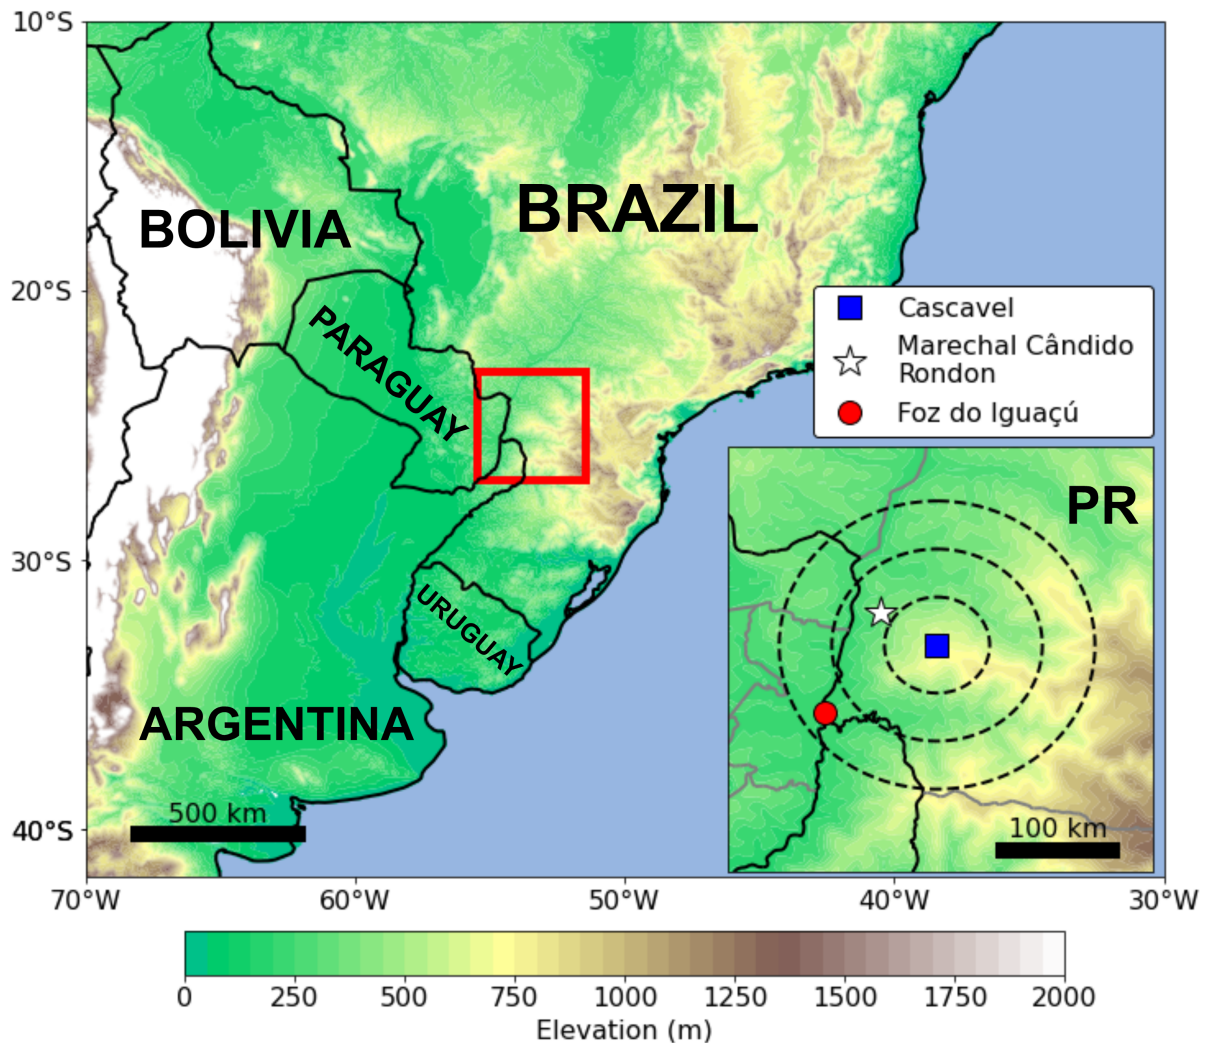 10°S
BRAZIL
BOLIVIA
20°S
Cascavel
Marechal Cândido
Rondon
Foz do Iguaçú
PARAGUAY
PR
30°S
URUGUAY
ARGENTINA
500 km
100 km
40°S
70°W 60°W 50°W 40°W 30°W
0 250 500 750 1000 1250 1500 1750 2000
Elevation (m)